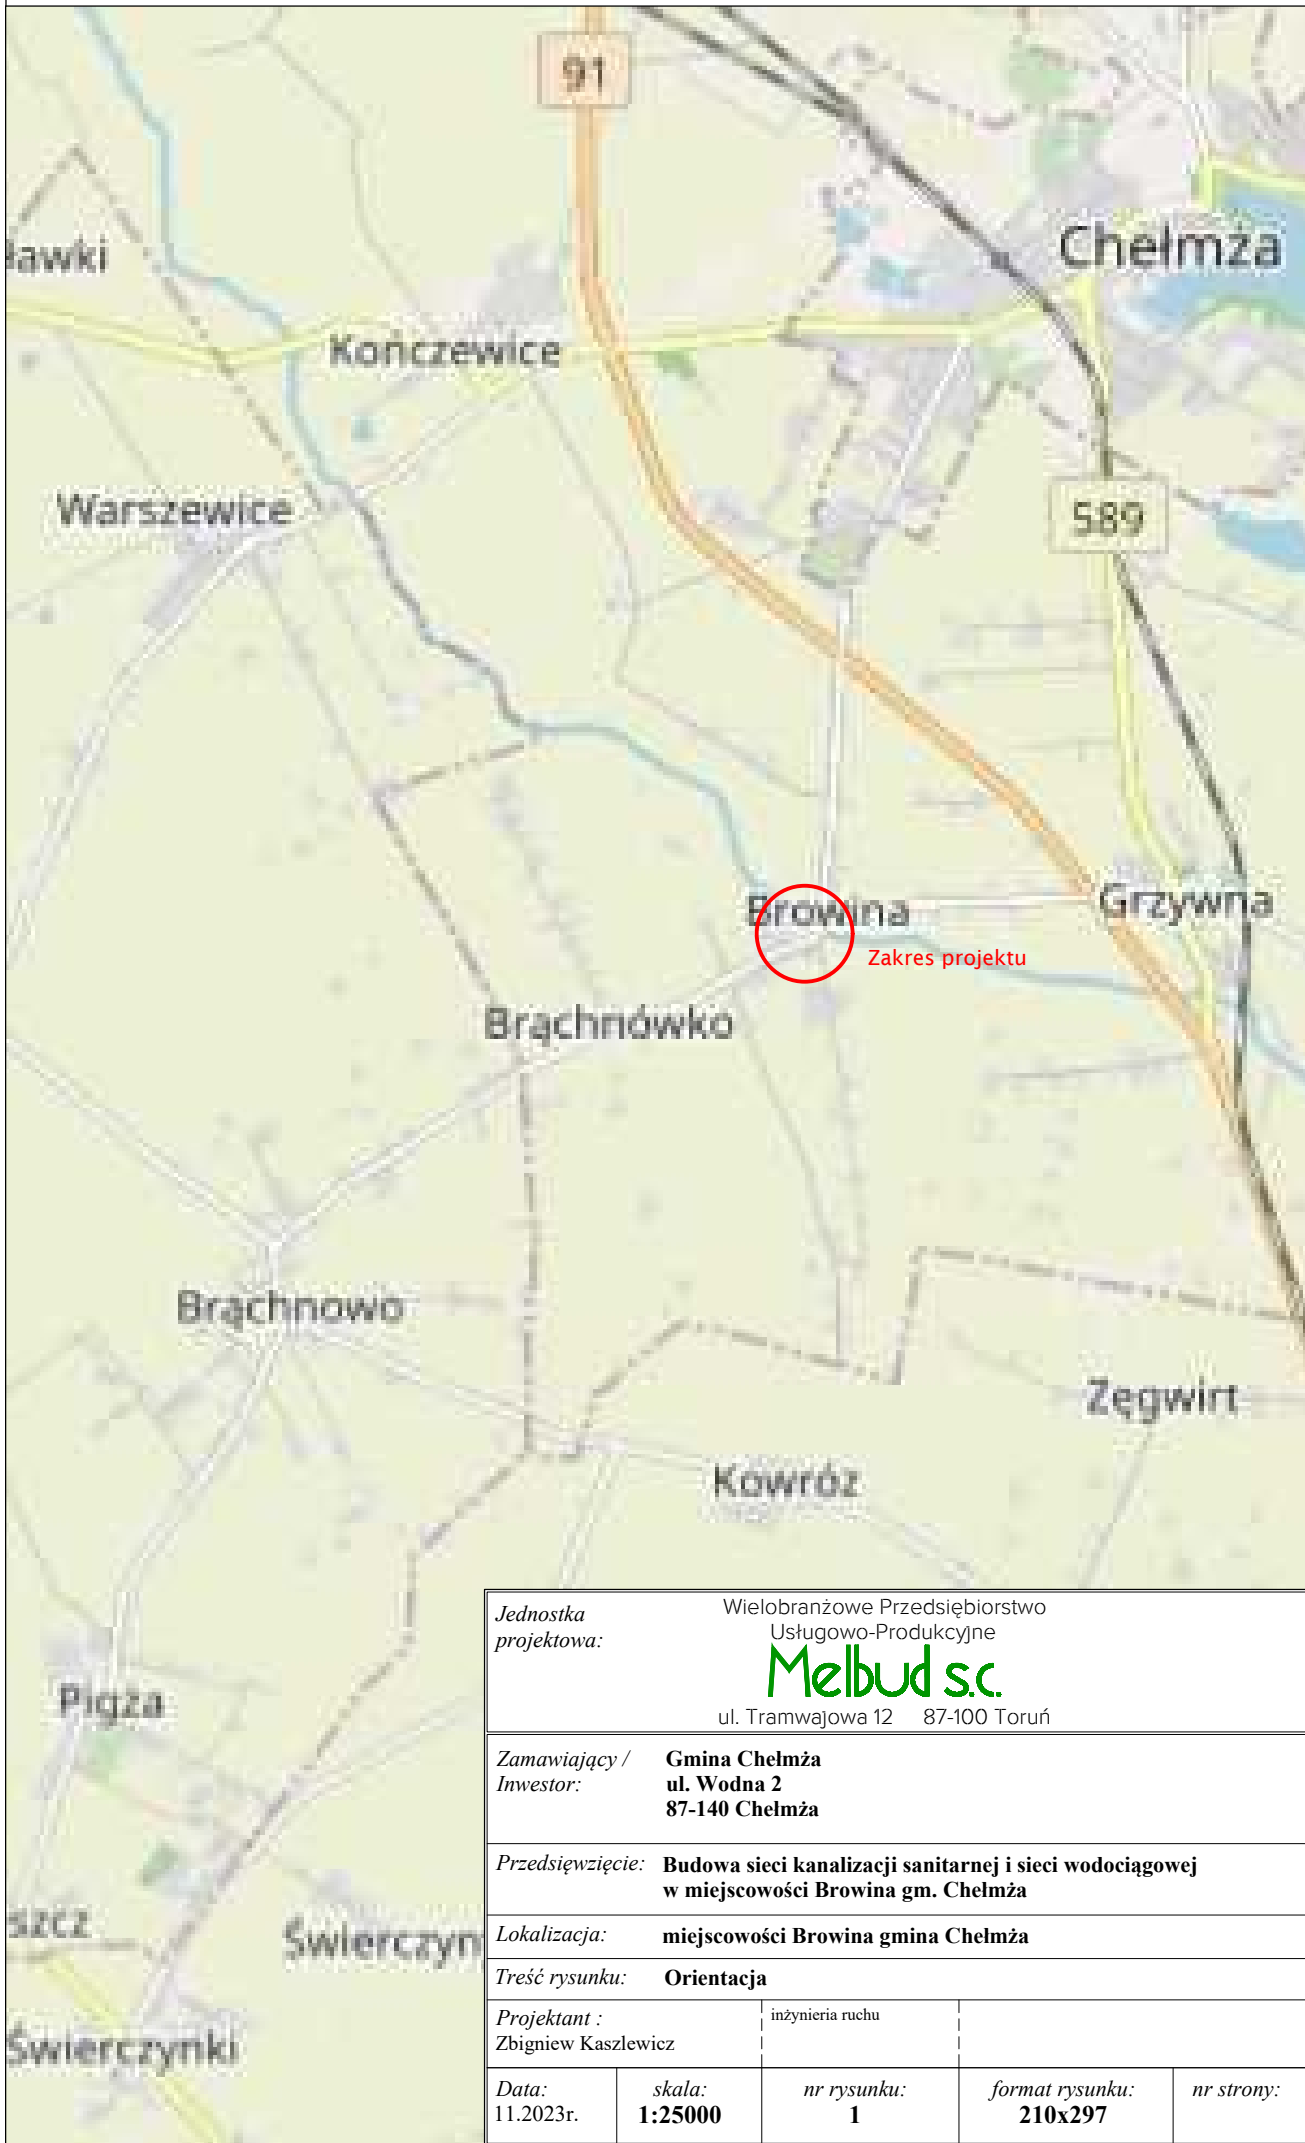 91
Chełmża
ławki
Kończewice
Warszewice
589
Browina
Grzywna
Zakres projektu
Brąchnówko
Brąchnowo
Zęgwirt
Kowróz
Pigża
szcz
Świerczyn
Świerczynki
Jednostka
projektowa:
Wielobranżowe Przedsiębiorstwo
Usługowo-Produkcyjne
Melbud s.c.
ul. Tramwajowa 12 87-100 Toruń
Zamawiający /
Inwestor:
Gmina Chełmża
ul. Wodna 2
87-140 Chełmża
Przedsięwzięcie: Budowa sieci kanalizacji sanitarnej i sieci wodociągowej
w miejscowości Browina gm. Chełmża
Lokalizacja: miejscowości Browina gmina Chełmża
Treść rysunku: Orientacja
Projektant :
Zbigniew Kaszlewicz
inżynieria ruchu
Data:
11.2023r.
skala:
1:25000
nr rysunku:
1
format rysunku:
210x297
nr strony: